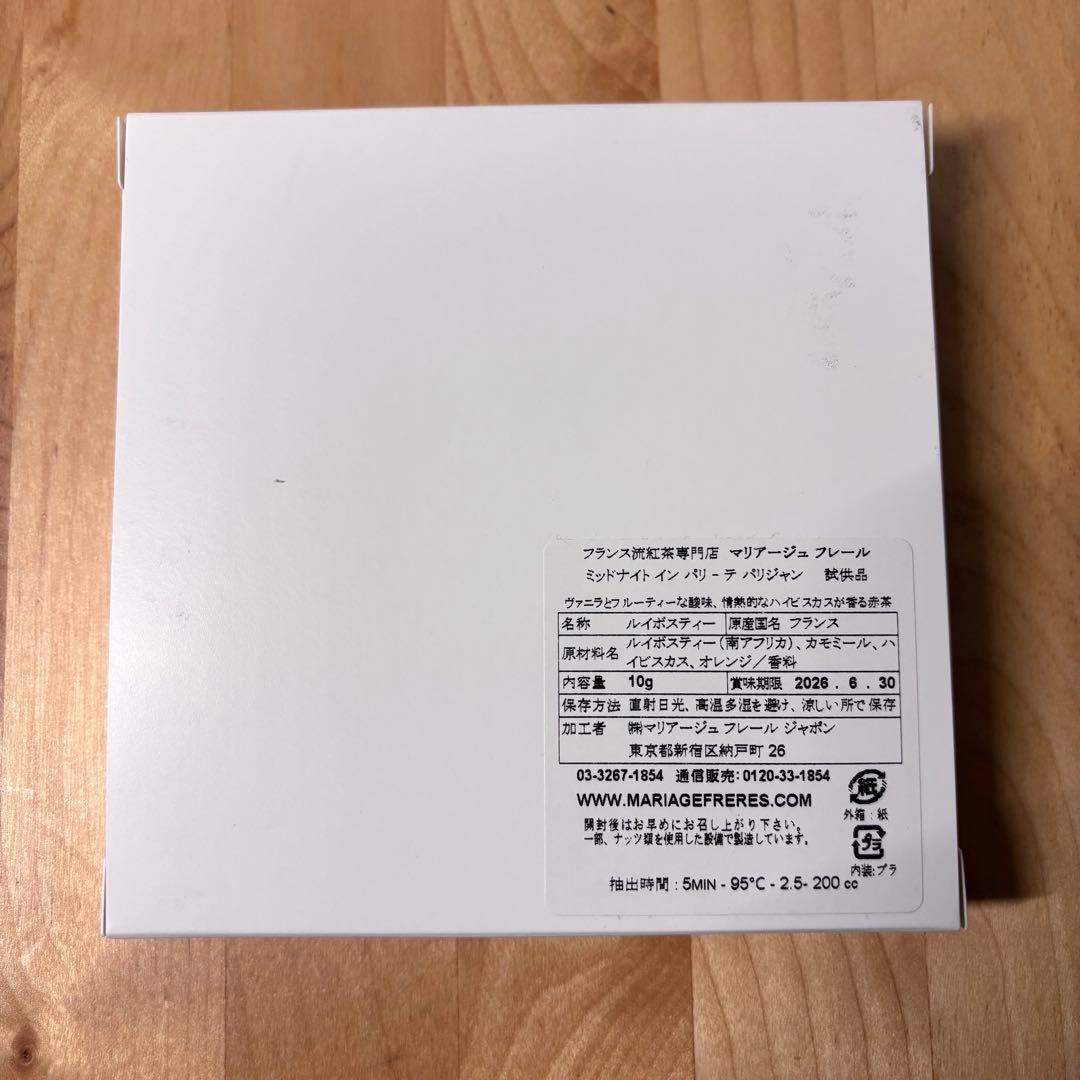 フランス流紅茶専門店 マリアージュ フレール
ミッドナイト イン パリ - テ パリジャン 試供品
ヴァニラとフルーティーな酸味、情熱的なハイビスカスが香る赤茶
名称 ルイボスティー 原産国名 フランス
原材料名 ルイボスティー(南アフリカ)、カモミール、ハ
イビスカス、オレンジ／香料
内容量 10g 賞味期限 2026 . 6 . 30
保存方法 直射日光、高温多湿を避け、涼しい所で保存
加工者 ㈱マリアージュ フレール ジャポン
東京都新宿区納戸町 26
03-3267-1854 通信販売：0120-33-1854
WWW.MARIAGEFRERES.COM
紙
外箱：紙
開封後はお早めにお召し上がり下さい。
一部、ナッツ類を使用した設備で製造しています。
プラ
内装:プラ
抽出時間：5MIN - 95℃ - 2.5- 200 cc